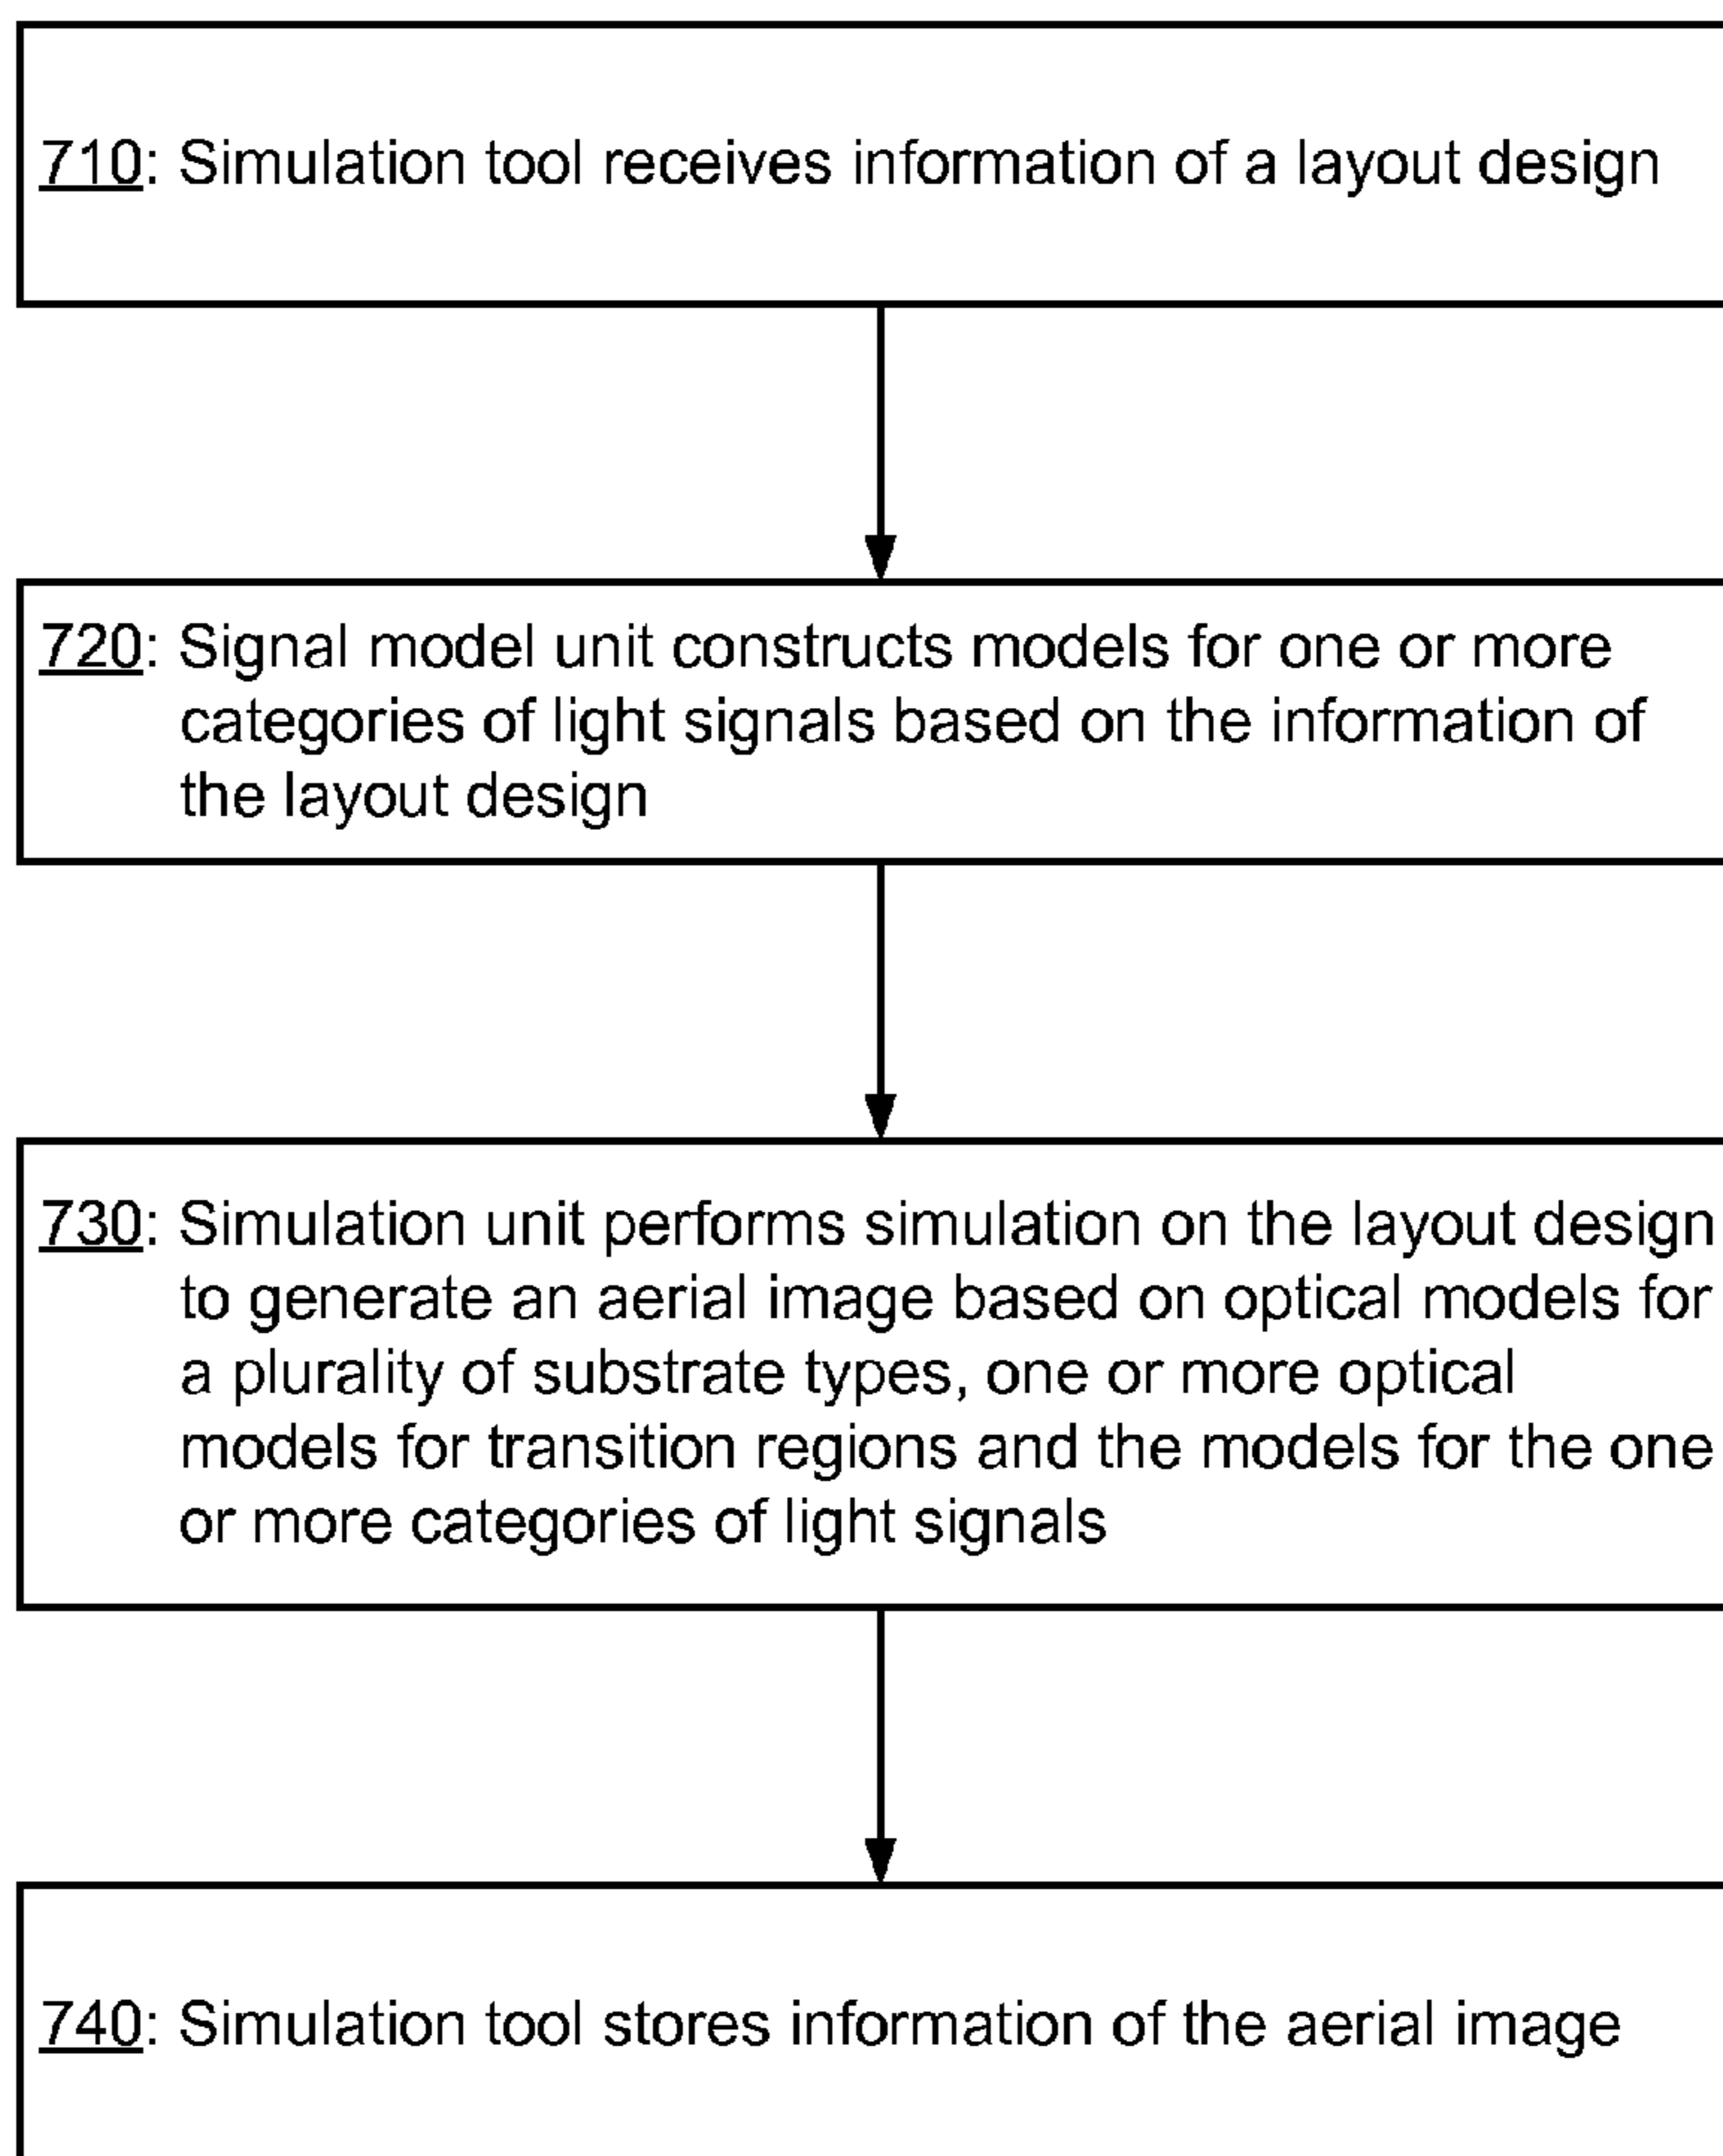 710: Simulation tool receives information of a layout design
720: Signal model unit constructs models for one or more
categories of light signals based on the information of
the layout design
730: Simulation unit performs simulation on the layout design
to generate an aerial image based on optical models for
a plurality of substrate types, one or more optical
models for transition regions and the models for the one
or more categories of light signals
740: Simulation tool stores information of the aerial image